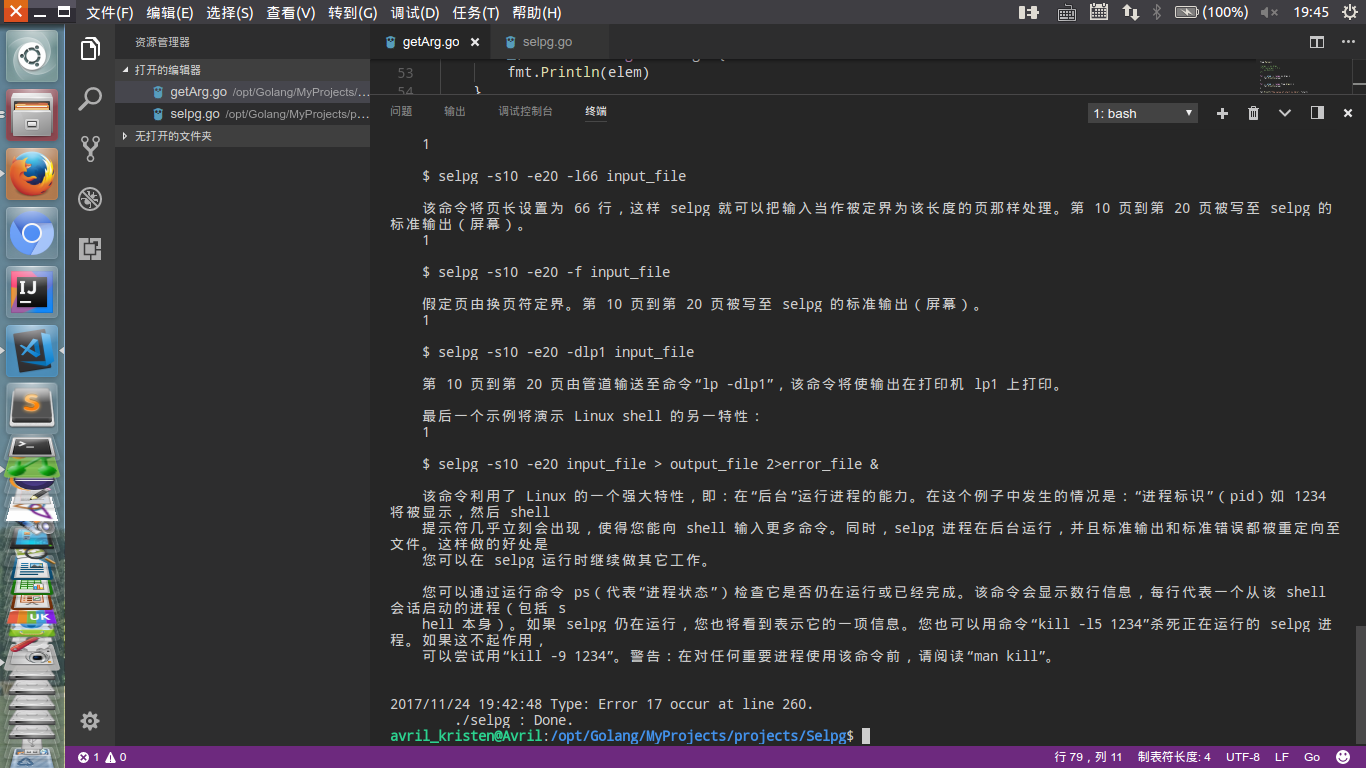 文件(F) 编辑(E) 选择(S) 查看(V) 转到(G) 调试(D) 任务(T) 帮助(H)
(100%) 19:45
资源管理器
打开的编辑器
getArg.go /opt/Golang/MyProjects/...
selpg.go /opt/Golang/MyProjects/p...
无打开的文件夹
getArg.go selpg.go
53 fmt.Println(elem)
54 }
问题 输出 调试控制台 终端 1: bash
1
$ selpg -s10 -e20 -l66 input_file
该命令将页长设置为 66 行，这样 selpg 就可以把输入当作被定界为该长度的页那样处理。第 10 页到第 20 页被写至 selpg 的
标准输出（屏幕）。
1
$ selpg -s10 -e20 -f input_file
假定页由换页符定界。第 10 页到第 20 页被写至 selpg 的标准输出（屏幕）。
1
$ selpg -s10 -e20 -dlp1 input_file
第 10 页到第 20 页由管道输送至命令“lp -dlp1”，该命令将使输出在打印机 lp1 上打印。
最后一个示例将演示 Linux shell 的另一特性：
1
$ selpg -s10 -e20 input_file > output_file 2>error_file &
该命令利用了 Linux 的一个强大特性，即：在“后台”运行进程的能力。在这个例子中发生的情况是：“进程标识”（pid）如 1234
将被显示，然后 shell
提示符几乎立刻会出现，使得您能向 shell 输入更多命令。同时，selpg 进程在后台运行，并且标准输出和标准错误都被重定向至
文件。这样做的好处是
您可以在 selpg 运行时继续做其它工作。
您可以通过运行命令 ps（代表“进程状态”）检查它是否仍在运行或已经完成。该命令会显示数行信息，每行代表一个从该 shell
会话启动的进程（包括 s
hell 本身）。如果 selpg 仍在运行，您也将看到表示它的一项信息。您也可以用命令“kill -l5 1234”杀死正在运行的 selpg 进
程。如果这不起作用，
可以尝试用“kill -9 1234”。警告：在对任何重要进程使用该命令前，请阅读“man kill”。
2017/11/24 19:42:48 Type: Error 17 occur at line 260.
./selpg : Done.
avril_kristen@Avril:/opt/Golang/MyProjects/projects/Selpg$
1 0 行 79，列 11 制表符长度: 4 UTF-8 LF Go